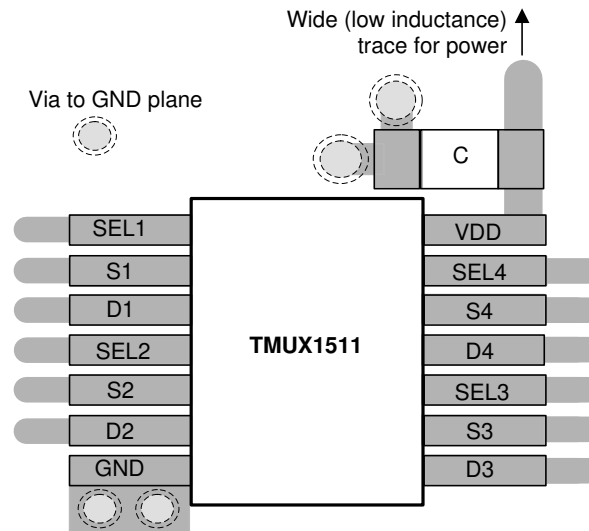 Wide (low inductance)
trace for power
Via to GND plane
C
SEL1
S1
D1
SEL2
S2
D2
GND
TMUX1511
VDD
SEL4
S4
D4
SEL3
S3
D3